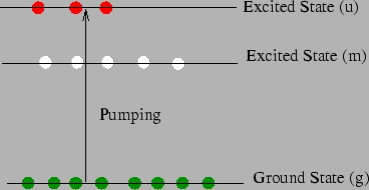 Excited State (u)
Excited State (m)
Pumping
Ground State (g)